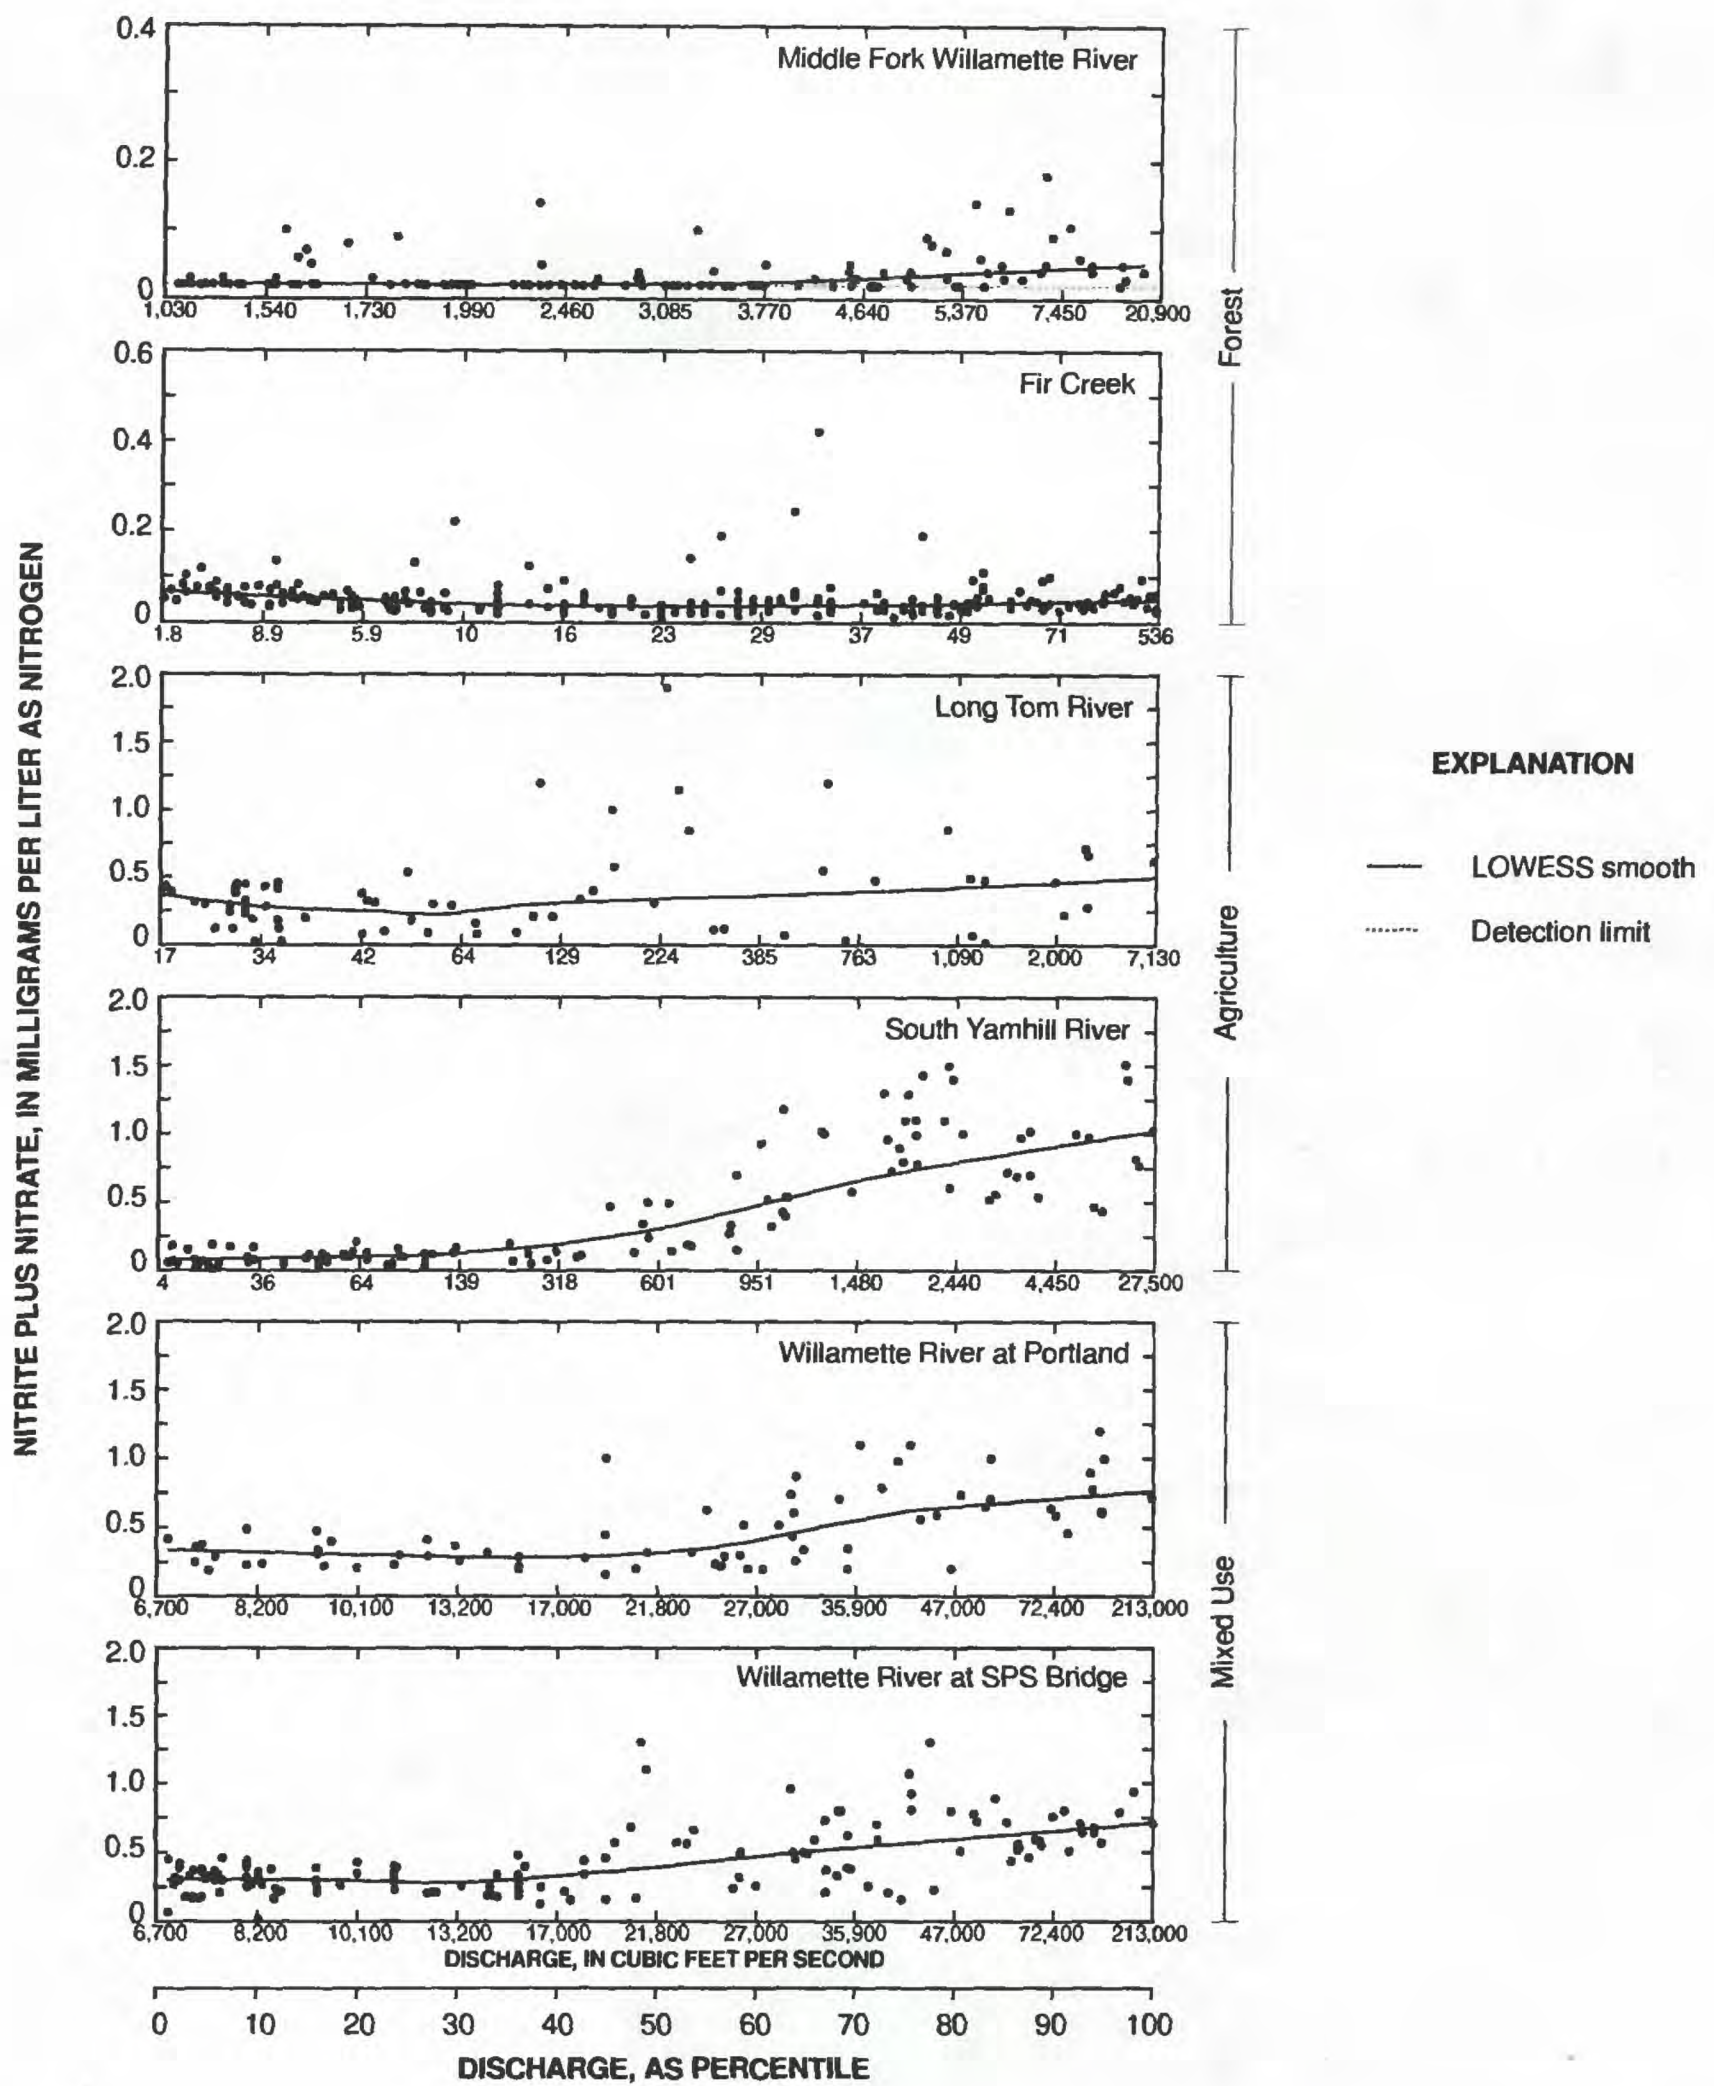 NITRITE PLUS NITRATE, IN MILLIGRAMS PER LITER AS NITROGEN
0.4
0.2
0
Middle Fork Willamette River
1,030 1,540 1,730 1,990 2,460 3,085 3,770 4,640 5,370 7,450 20,900
0.6
0.4
0.2
0
Fir Creek
1.8 8.9 5.9 10 16 23 29 37 49 71 536
Forest
2.0
1.5
1.0
0.5
0
Long Tom River
17 34 42 64 129 224 385 763 1,090 2,000 7,130
2.0
1.5
1.0
0.5
0
South Yamhill River
4 36 64 139 318 601 951 1,480 2,440 4,450 27,500
Agriculture
2.0
1.5
1.0
0.5
0
Willamette River at Portland
6,700 8,200 10,100 13,200 17,000 21,800 27,000 35,900 47,000 72,400 213,000
2.0
1.5
1.0
0.5
0
Willamette River at SPS Bridge
6,700 8,200 10,100 13,200 17,000 21,800 27,000 35,900 47,000 72,400 213,000
Mixed Use
DISCHARGE, IN CUBIC FEET PER SECOND
0 10 20 30 40 50 60 70 80 90 100
DISCHARGE, AS PERCENTILE
EXPLANATION
LOWESS smooth
Detection limit